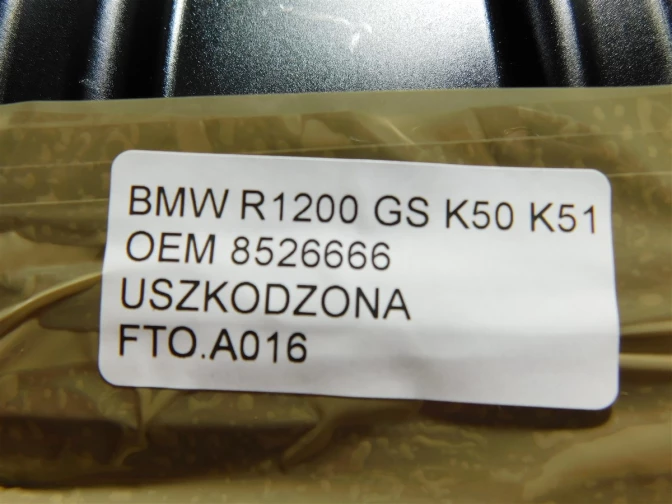 BMW R1200 GS K50 K51
OEM 8526666
USZKODZONA
FTO.A016